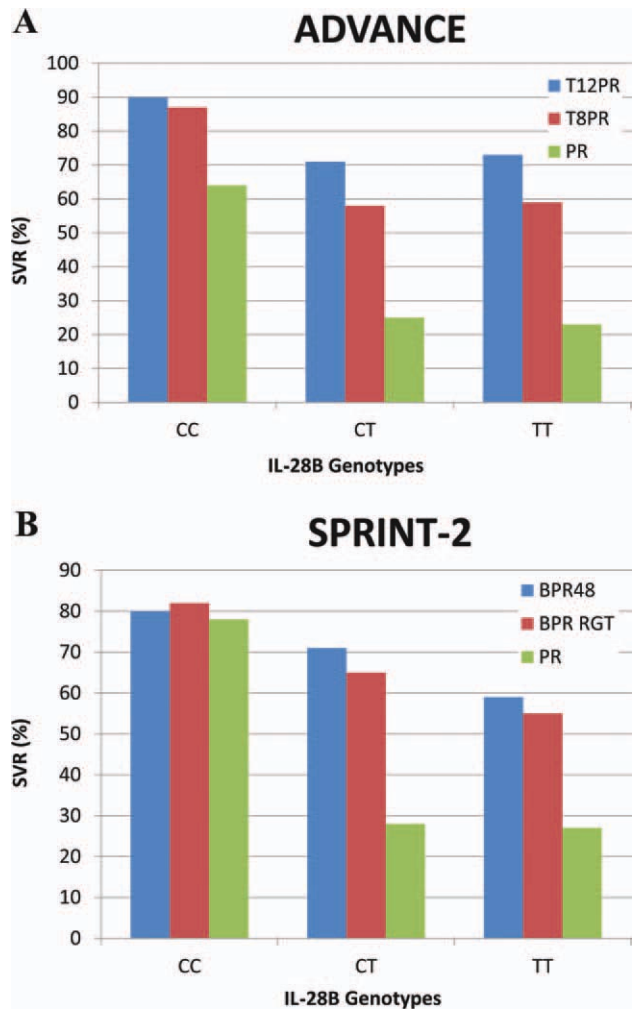 A
ADVANCE
100
90
80
70
60
50
40
30
20
10
0
SVR (%)
T12PR
T8PR
PR
CC CT TT
IL-28B Genotypes
B
SPRINT-2
90
80
70
60
50
40
30
20
10
0
SVR (%)
BPR48
BPR RGT
PR
CC CT TT
IL-28B Genotypes